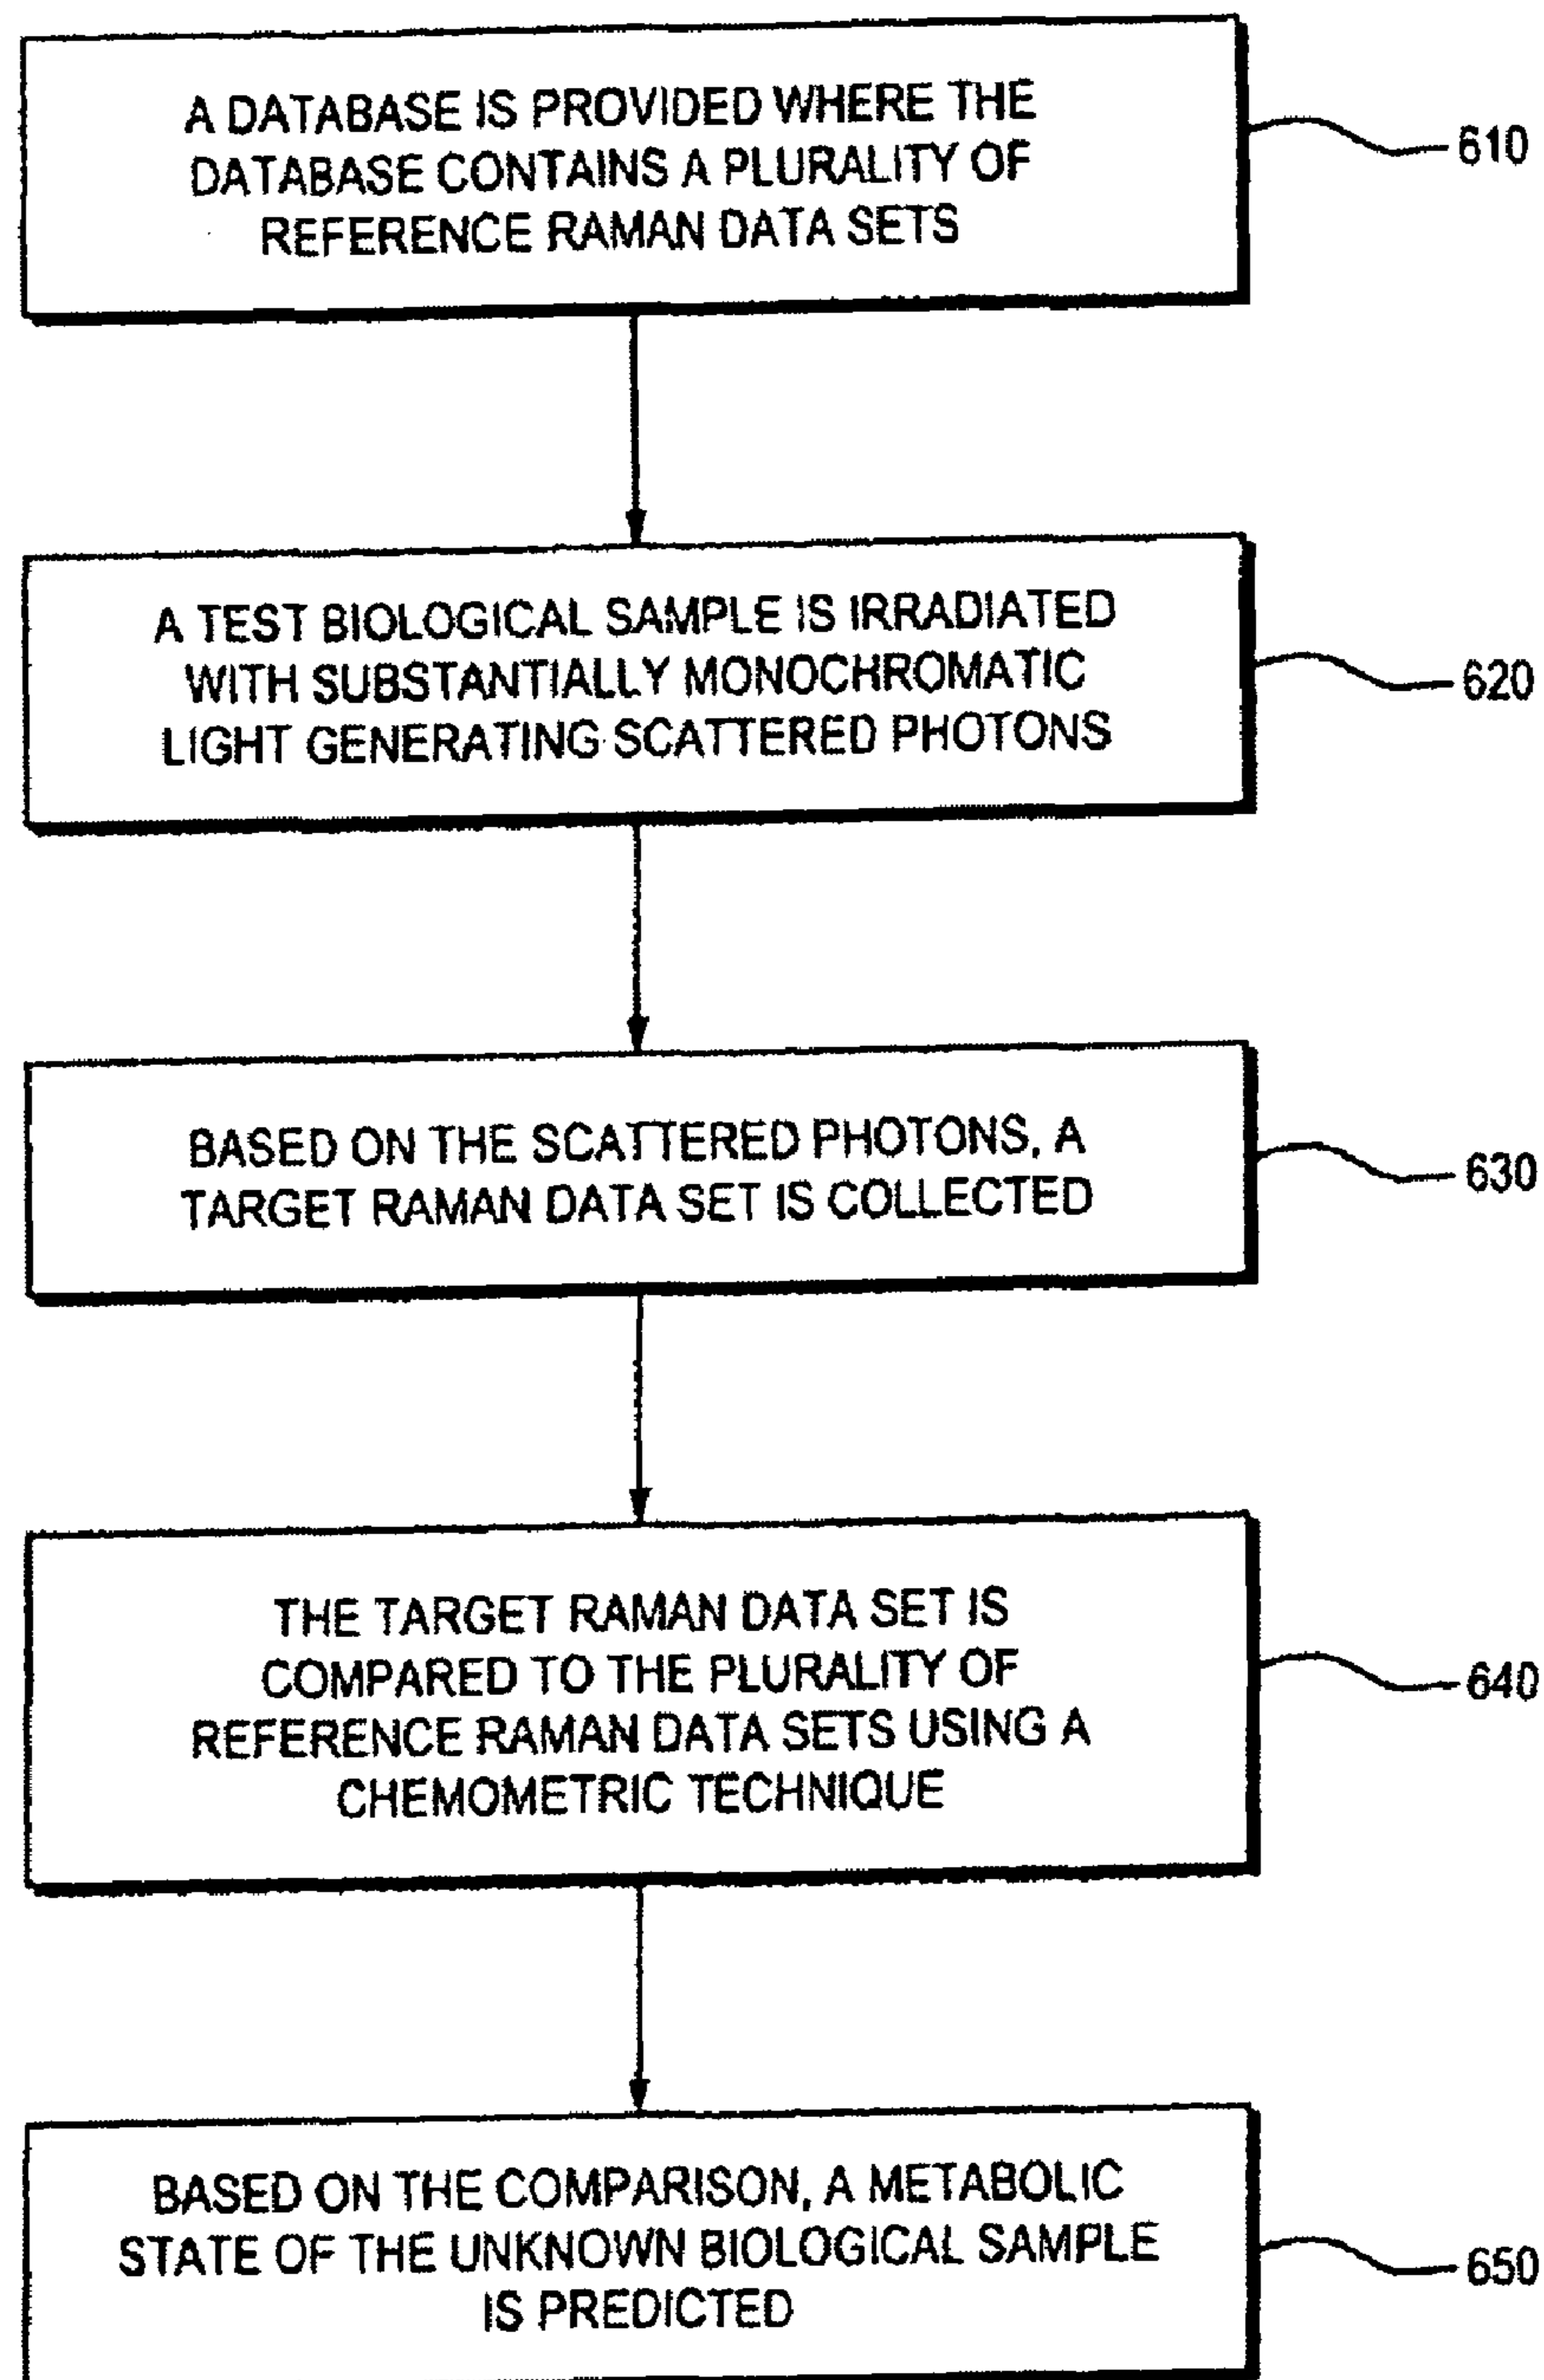 A DATABASE IS PROVIDED WHERE THE
DATABASE CONTAINS A PLURALITY OF
REFERENCE RAMAN DATA SETS
610
A TEST BIOLOGICAL SAMPLE IS IRRADIATED
WITH SUBSTANTIALLY MONOCHROMATIC
LIGHT GENERATING SCATTERED PHOTONS
620
BASED ON THE SCATTERED PHOTONS, A
TARGET RAMAN DATA SET IS COLLECTED
630
THE TARGET RAMAN DATA SET IS
COMPARED TO THE PLURALITY OF
REFERENCE RAMAN DATA SETS USING A
CHEMOMETRIC TECHNIQUE
640
BASED ON THE COMPARISON, A METABOLIC
STATE OF THE UNKNOWN BIOLOGICAL SAMPLE
IS PREDICTED
650